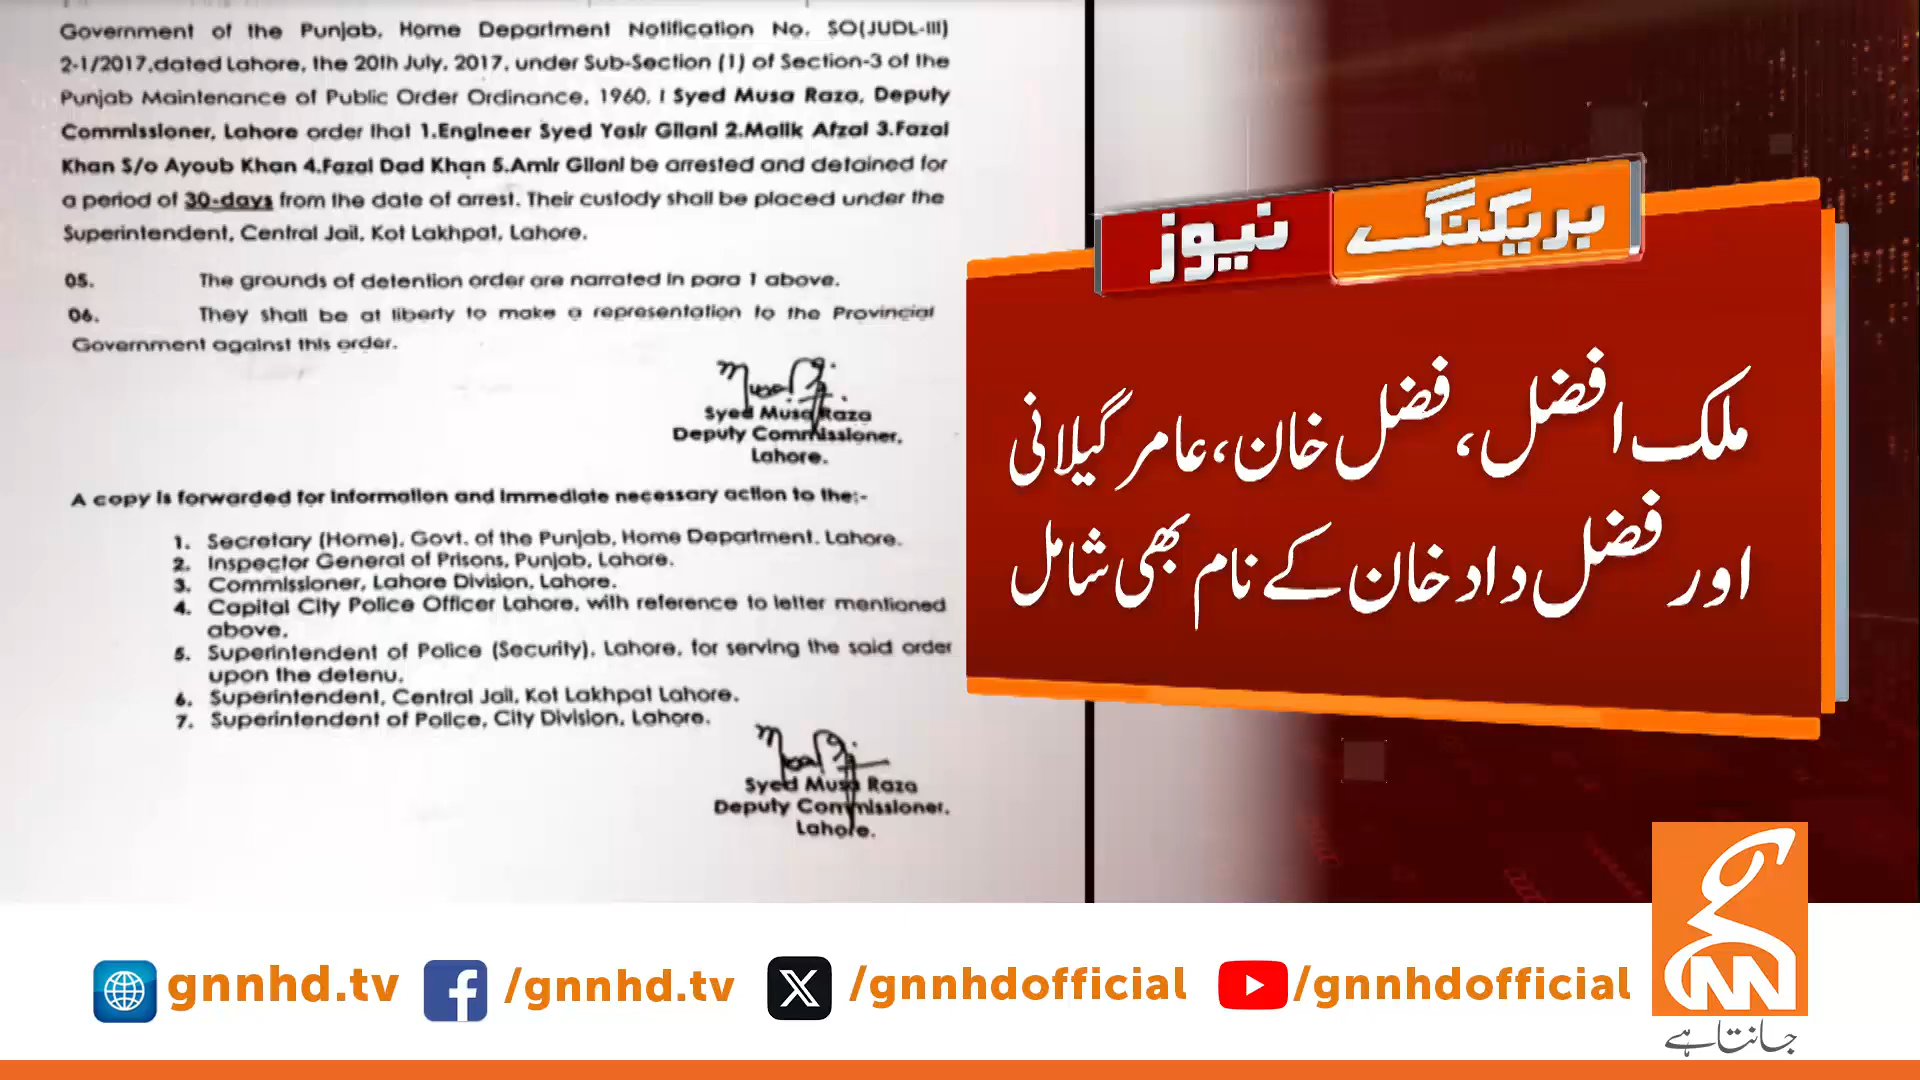 Government of the Punjab, Home Department Notification No. SO(JUDL-III)
2-1/2017,dated Lahore, the 20th July, 2017, under Sub-Section (1) of Section-3 of the
Punjab Maintenance of Public Order Ordinance, 1960, I Syed Musa Raza, Deputy
Commissioner, Lahore order that 1.Engineer Syed Yasir Gilani 2.Malik Afzal 3.Fazal
Khan S/o Ayoub Khan 4.Fazal Dad Khan 5.Amir Gilani be arrested and detained for
a period of 30-days from the date of arrest. Their custody shall be placed under the
Superintendent, Central Jail, Kot Lakhpat, Lahore.
05. The grounds of detention order are narrated in para 1 above.
06. They shall be at liberty to make a representation to the Provincial
Government against this order.
Syed Musa Raza
Deputy Commissioner,
Lahore.
A copy is forwarded for information and immediate necessary action to the:-
1. Secretary (Home), Govt. of the Punjab, Home Department, Lahore.
2. Inspector General of Prisons, Punjab, Lahore.
3. Commissioner, Lahore Division, Lahore.
4. Capital City Police Officer Lahore, with reference to letter mentioned
above.
5. Superintendent of Police (Security), Lahore, for serving the said order
upon the detenu.
6. Superintendent, Central Jail, Kot Lakhpat Lahore.
7. Superintendent of Police, City Division, Lahore.
Syed Musa Raza
Deputy Commissioner,
Lahore.
بریکنگ نیوز
ملک افضل، فضل خان، عامر گیلانی
اور فضل داد خان کے نام بھی شامل
gnnhd.tv /gnnhd.tv /gnnhdofficial /gnnhdofficial
GNN
جانتا ہے